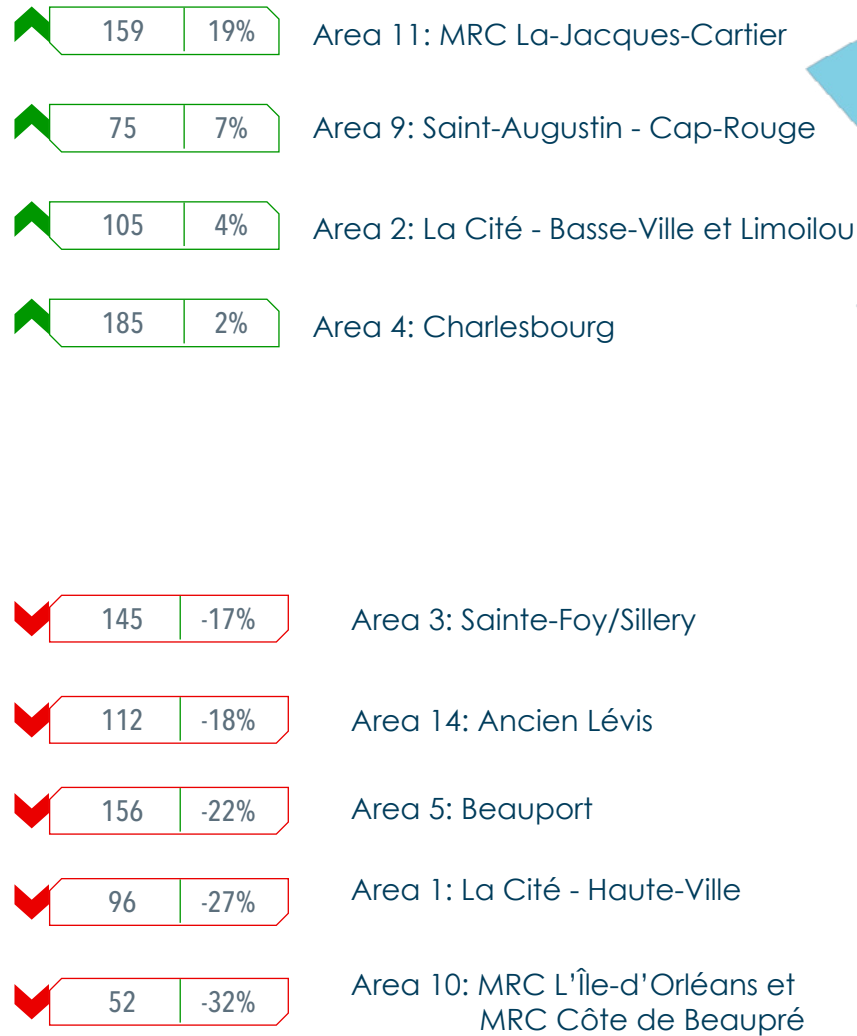 159 19% Area 11: MRC La-Jacques-Cartier
75 7% Area 9: Saint-Augustin - Cap-Rouge
105 4% Area 2: La Cité - Basse-Ville et Limoilou
185 2% Area 4: Charlesbourg
145 -17% Area 3: Sainte-Foy/Sillery
112 -18% Area 14: Ancien Lévis
156 -22% Area 5: Beauport
96 -27% Area 1: La Cité - Haute-Ville
52 -32% Area 10: MRC L’Île-d’Orléans et
MRC Côte de Beaupré